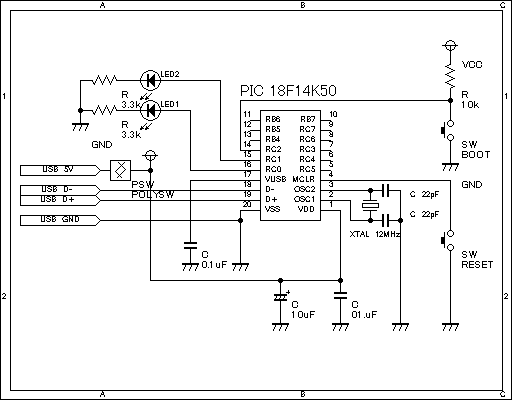 A B C
LED2
PIC 18F14K50
VCC
1 1
R
3.3k
LED1
R
10k
R
3.3k
11 RB6 RB7 10
12 RB5 RC7 9
13 RB4 RC6 8
14 RC2 RC3 7
15 RC1 RC4 6
16 RC0 RC5 5
17 VUSB MCLR 4
18 D- OSC2 3
19 D+ OSC1 2
20 VSS VDD 1
SW
BOOT
GND
USB 5V
GND
USB D- PSW
USB D+ POLYSW
C 22pF
USB GND
C 22pF
XTAL 12MHz
C
0.1uF
SW
RESET
2 2
C
10uF
C
01.uF
A B C